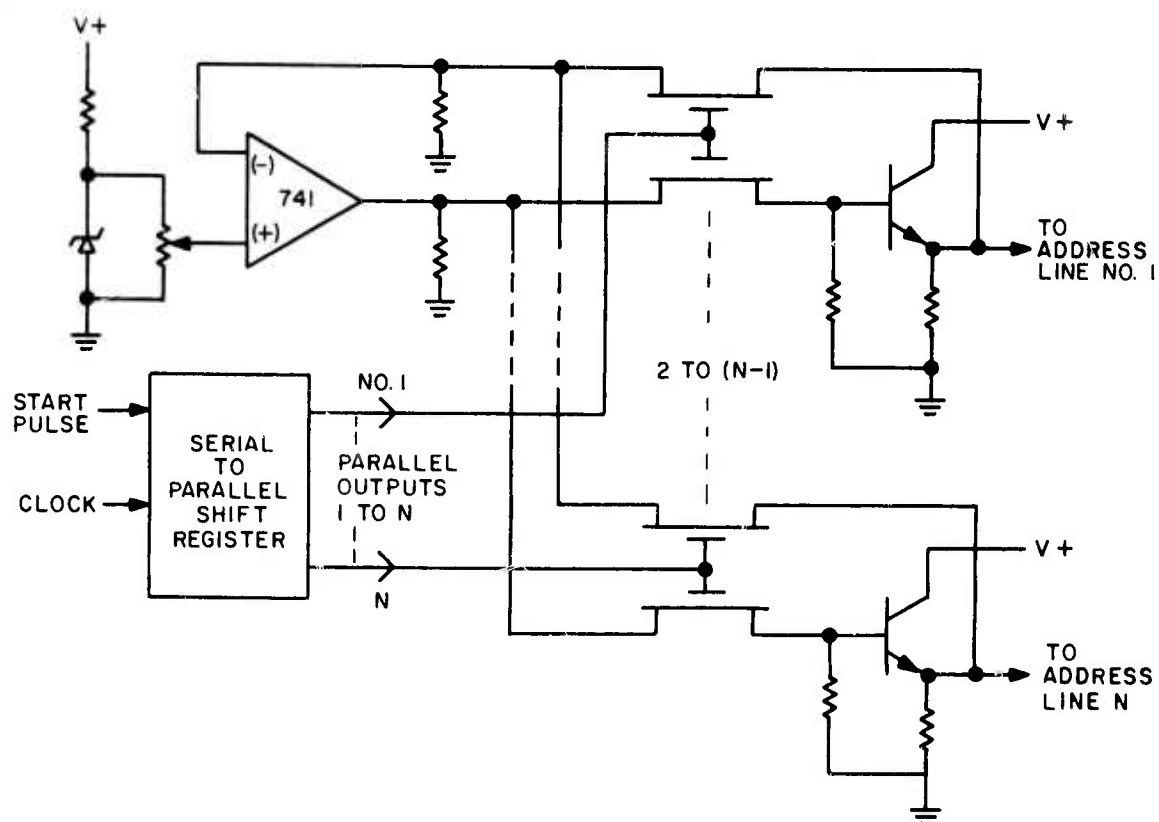 V+
(-)
741
(+)
V+
TO
ADDRESS
LINE NO. 1
2 TO (N-1)
START
PULSE
CLOCK
SERIAL
TO
PARALLEL
SHIFT
REGISTER
NO. 1
PARALLEL
OUTPUTS
1 TO N
N
V+
TO
ADDRESS
LINE N